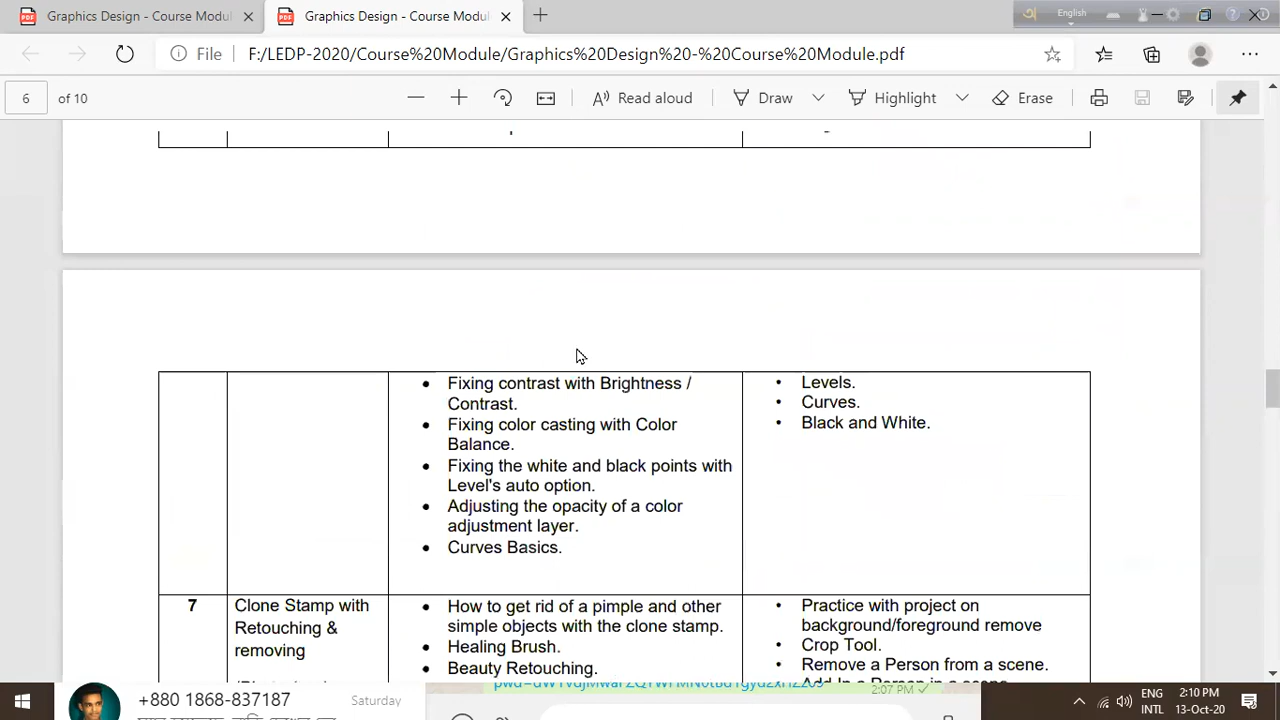 Graphics Design - Course Modul
Graphics Design - Course Modul
English
File
F:/LEDP-2020/Course%20Module/Graphics%20Design%20-%20Course%20Module.pdf
6 of 10
Read aloud
Draw
Highlight
Erase
Fixing contrast with Brightness /
Contrast.
Fixing color casting with Color
Balance.
Fixing the white and black points with
Level's auto option.
Adjusting the opacity of a color
adjustment layer.
Curves Basics.
Levels.
Curves.
Black and White.
7
Clone Stamp with
Retouching &
removing
How to get rid of a pimple and other
simple objects with the clone stamp.
Healing Brush.
Beauty Retouching.
Practice with project on
background/foreground remove
Crop Tool.
Remove a Person from a scene.
+880 1868-837187
Saturday
2:07 PM
ENG
INTL
2:10 PM
13-Oct-20